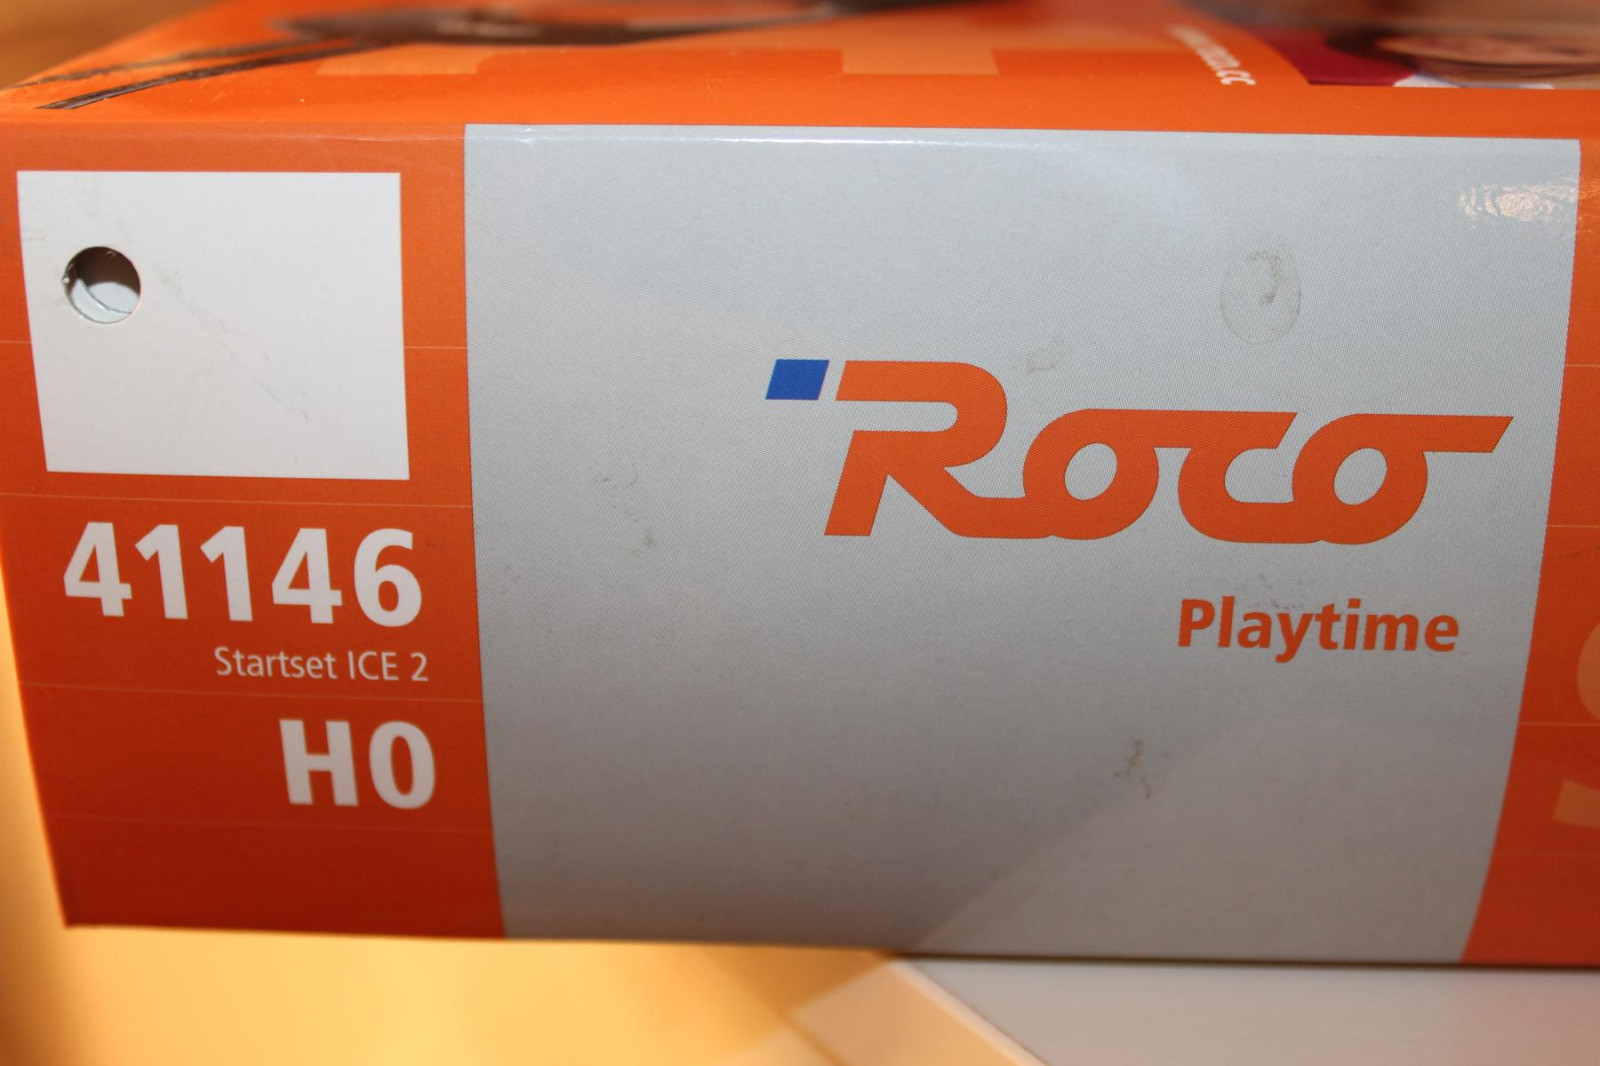 41146
Startset ICE 2
H0
Roco
Playtime